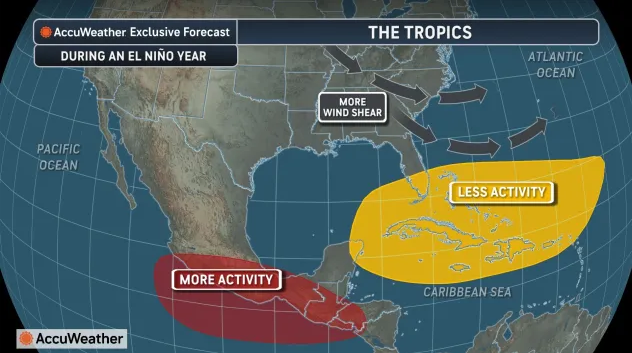 AccuWeather Exclusive Forecast
THE TROPICS
DURING AN EL NIÑO YEAR
ATLANTIC
OCEAN
MORE
WIND SHEAR
PACIFIC
OCEAN
LESS ACTIVITY
MORE ACTIVITY
CARIBBEAN SEA
AccuWeather